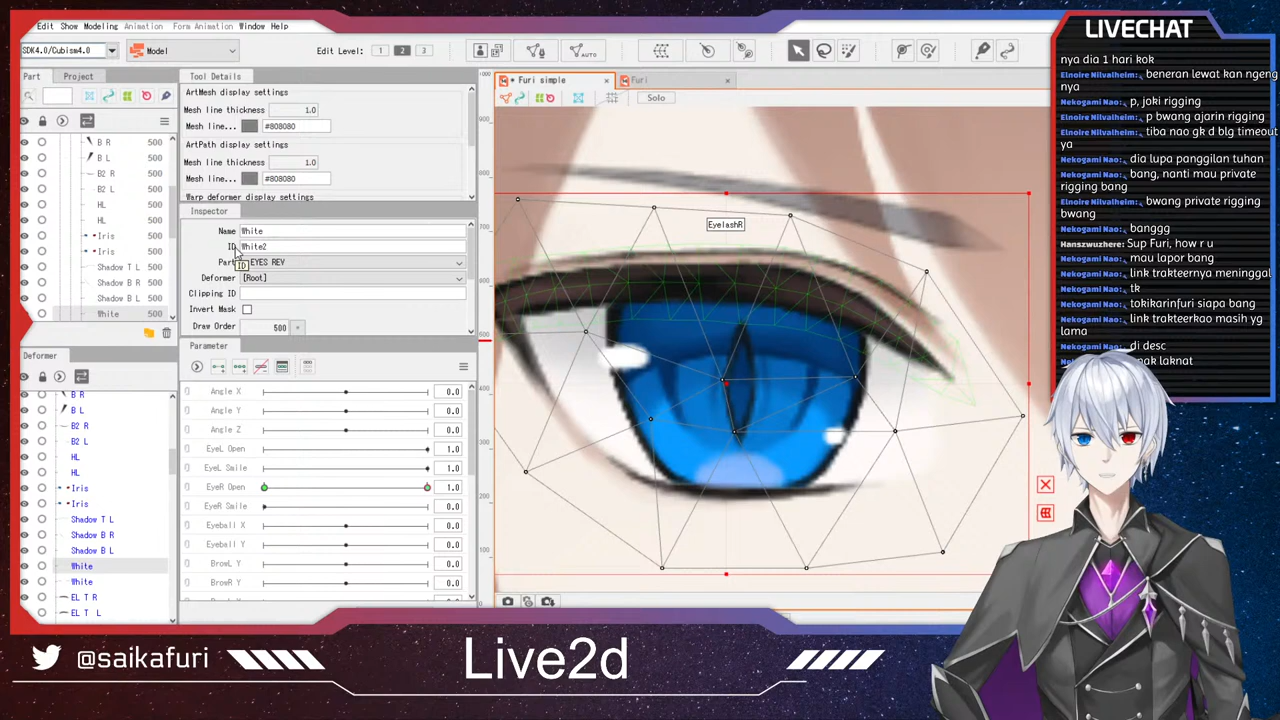 Edit Show Modeling Animation Form Animation Window Help
SDK4.0/Cubism4.0
Model
Edit Level: 1 2 3
AUTO
Part Project
Tool Details
* Furi simple
Furi
Solo
ArtMesh display settings
Mesh line thickness 1.0
Mesh line... #808080
ArtPath display settings
Mesh line thickness 1.0
Mesh line... #808080
Warp deformer display settings
B R 500
B L 500
B2 R 500
B2 L 500
HL 500
HL 500
Iris 500
Iris 500
Shadow T L 500
Shadow B R 500
Shadow B L 500
White 500
Inspector
Name White
ID White2
ID
Part EYES REV
Deformer [Root]
Clipping ID
Invert Mask
Draw Order 500
Deformer
B R
B L
B2 R
B2 L
HL
HL
Iris
Iris
Shadow T L
Shadow B R
Shadow B L
White
White
EL T R
EL T L
Parameter
Angle X 0.0
Angle Y 0.0
Angle Z 0.0
EyeL Open 1.0
EyeL Smile 1.0
EyeR Open 1.0
EyeR Smile 0.0
Eyeball X 0.0
Eyeball Y 0.0
BrowL Y 0.0
BrowR Y 0.0
EyelashR
LIVECHAT
nya dia 1 hari kok
Elnoire Nilvalheim: beneran lewat kan ngeng
nya
Nekogami Nao: p, joki rigging
Elnoire Nilvalheim: p bwang ajarin rigging
Elnoire Nilvalheim: tiba nao gk d blg timeout
ya
Nekogami Nao: dia lupa panggilan tuhan
Nekogami Nao: bang, nanti mau private
rigging bang
Elnoire Nilvalheim: bwang private rigging
bwang
Nekogami Nao: banggg
Hanszwuzhere: Sup Furi, how r u
Nekogami Nao: mau lapor bang
Nekogami Nao: link trakteernya meninggal
Nekogami Nao: tk
Nekogami Nao: tokikarinfuri siapa bang
Nekogami Nao: link trakteerkao masih yg
lama
Nekogami Nao: di desc
laknat
@saikafuri
Live2d